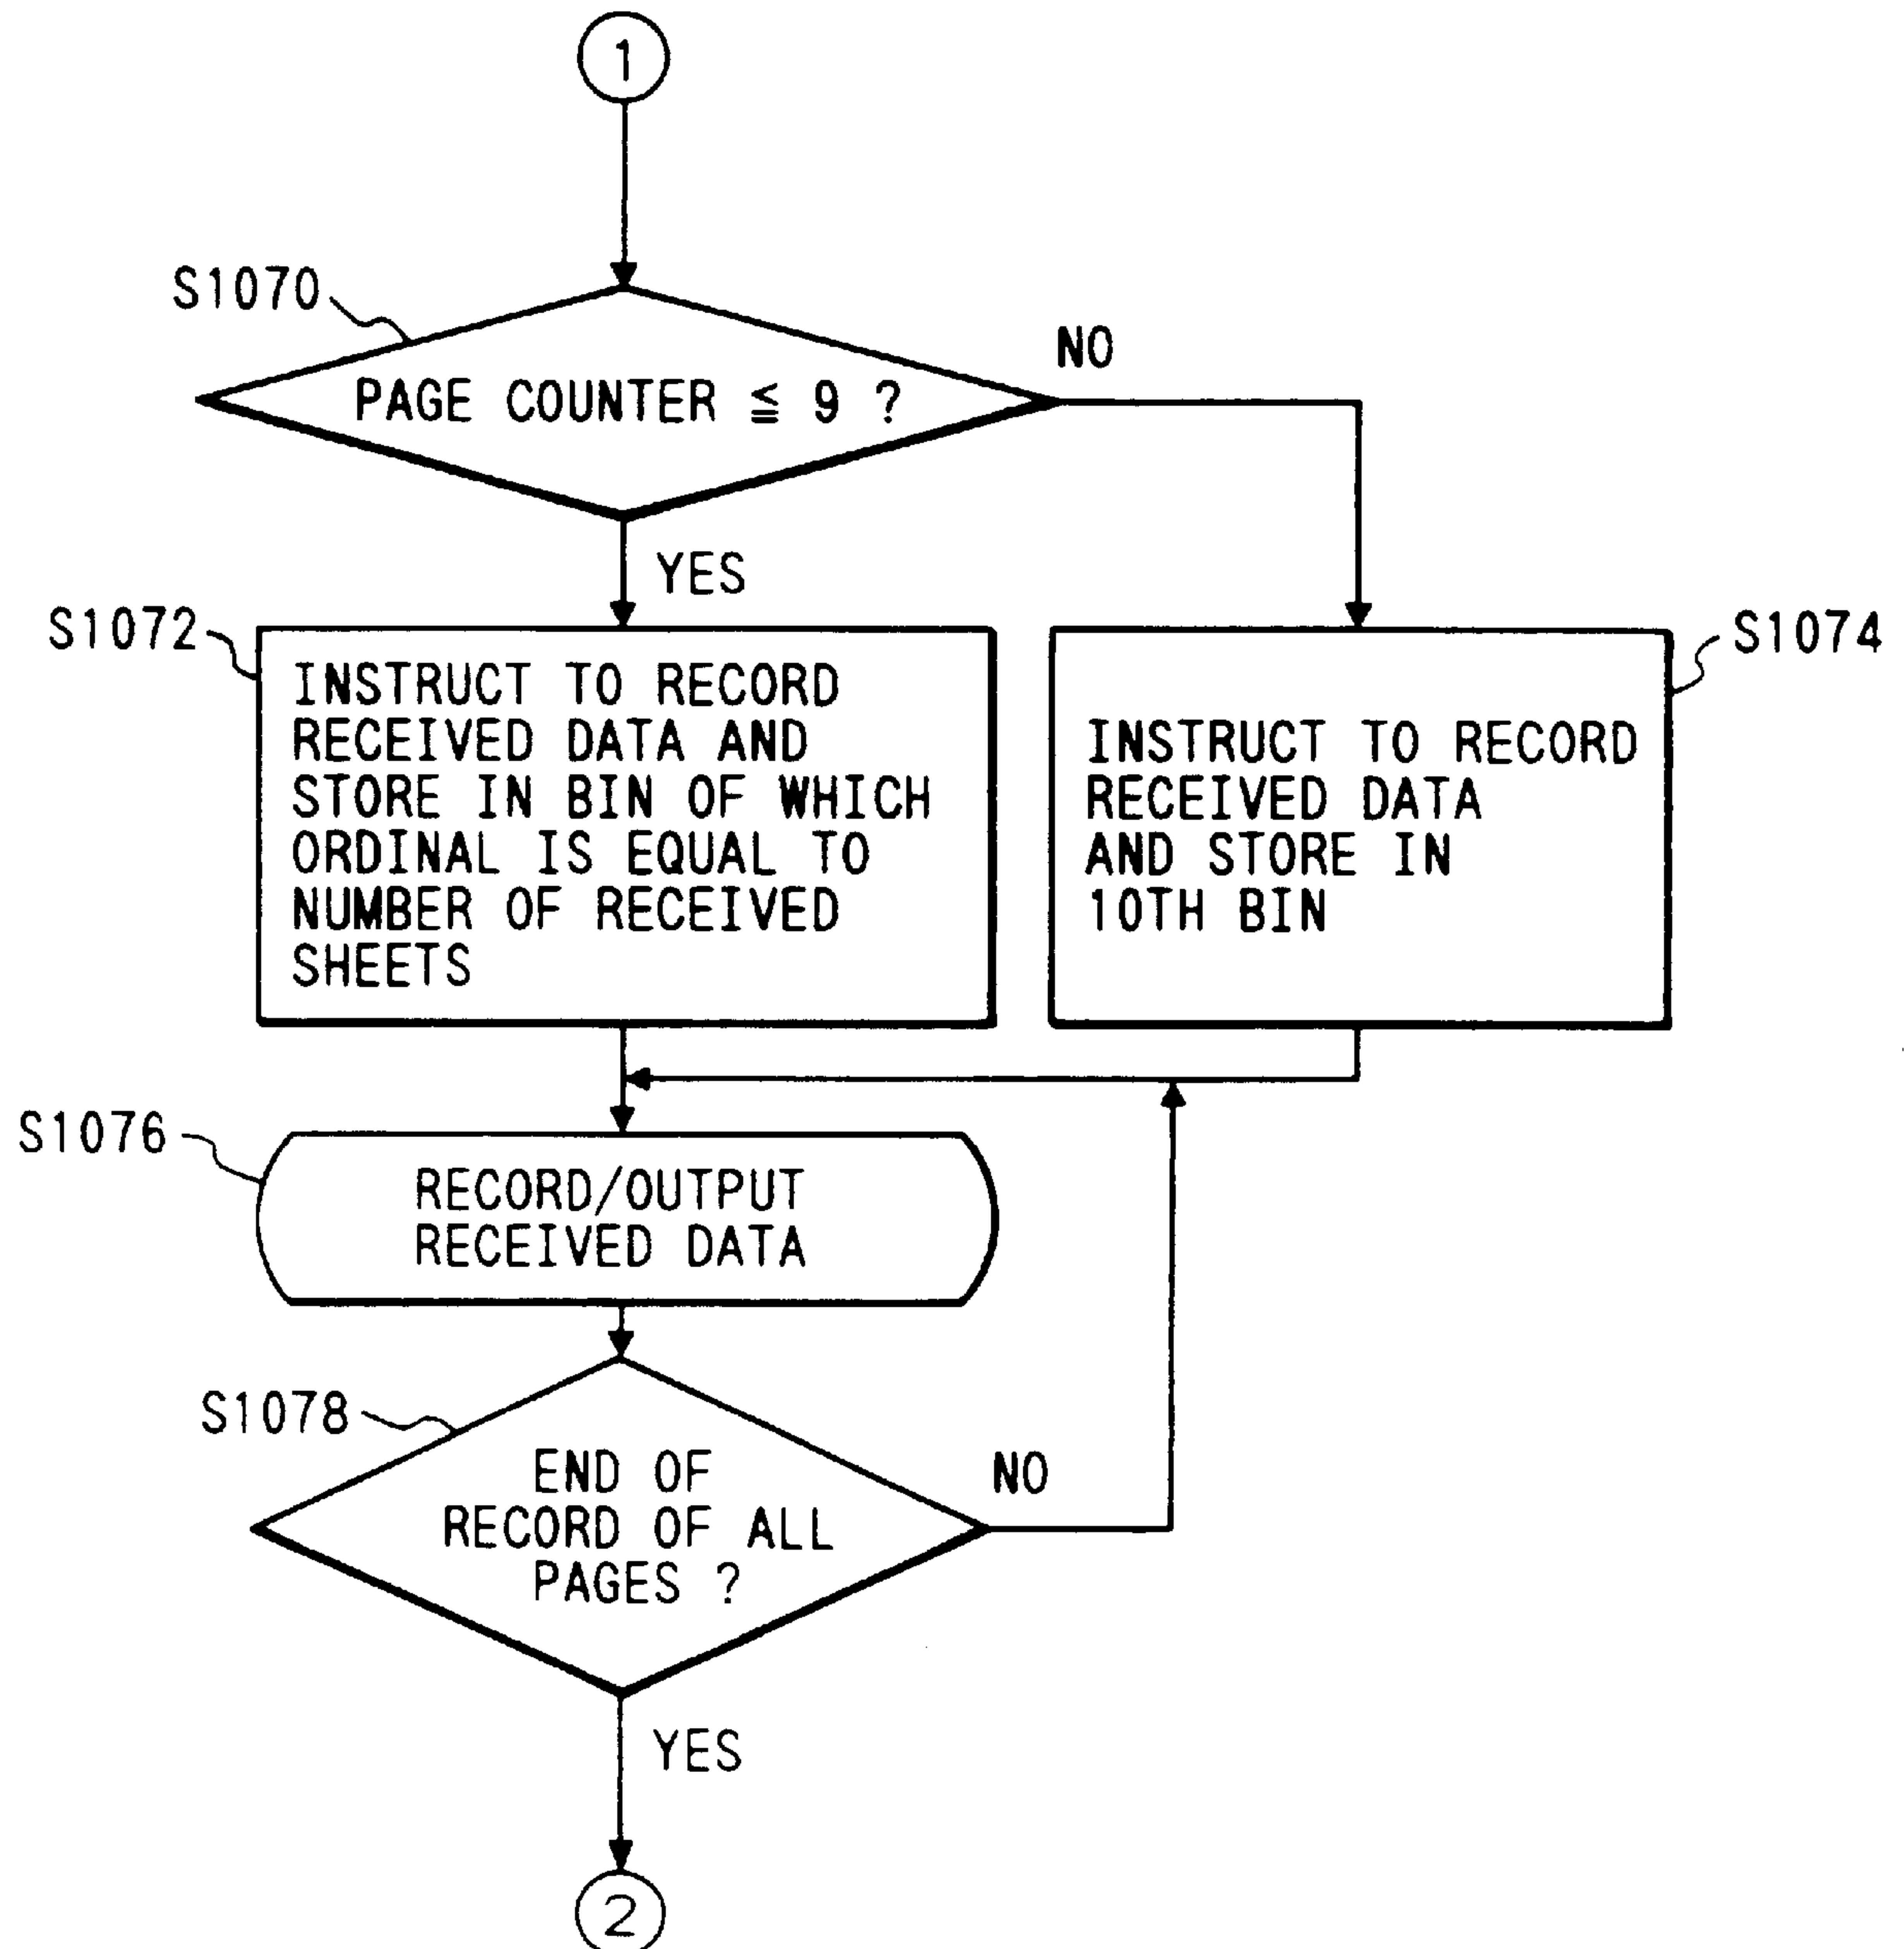 1
S1070
NO
PAGE COUNTER ≦ 9 ?
YES
S1072
S1074
INSTRUCT TO RECORD
RECEIVED DATA AND
STORE IN BIN OF WHICH
ORDINAL IS EQUAL TO
NUMBER OF RECEIVED
SHEETS
INSTRUCT TO RECORD
RECEIVED DATA
AND STORE IN
10TH BIN
S1076
RECORD/OUTPUT
RECEIVED DATA
S1078
NO
END OF
RECORD OF ALL
PAGES ?
YES
2